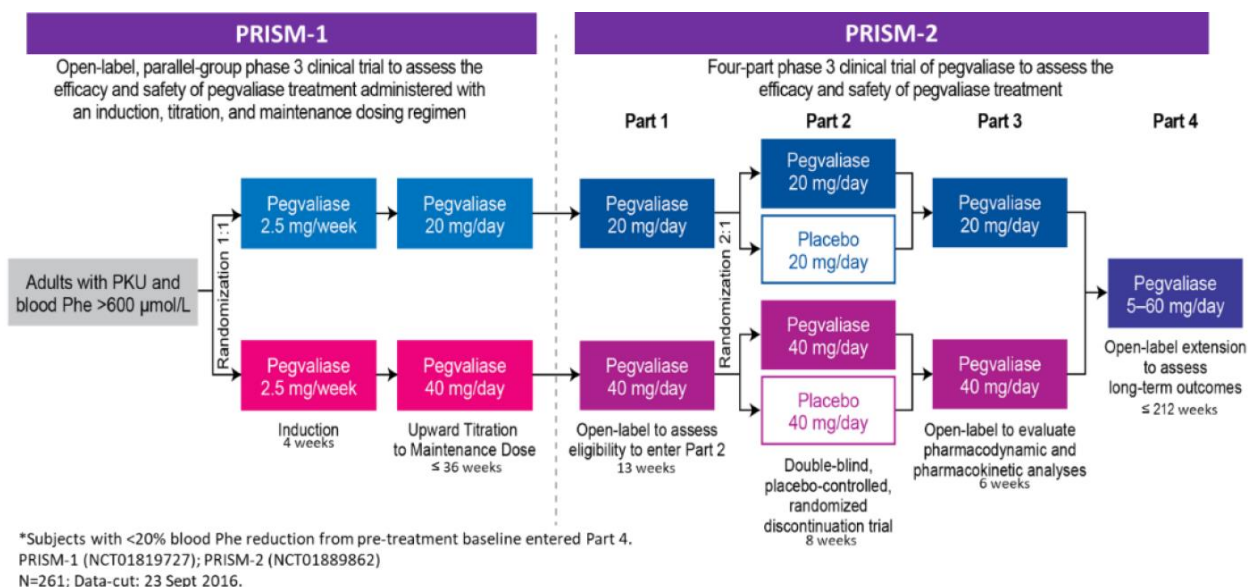 PRISM-1
Open-label, parallel-group phase 3 clinical trial to assess the
efficacy and safety of pegvaliase treatment administered with
an induction, titration, and maintenance dosing regimen
Adults with PKU and
blood Phe >600 µmol/L
Randomization 1:1
Pegvaliase
2.5 mg/week
Pegvaliase
20 mg/day
Pegvaliase
2.5 mg/week
Pegvaliase
40 mg/day
Induction
4 weeks
Upward Titration
to Maintenance Dose
≤ 36 weeks
PRISM-2
Four-part phase 3 clinical trial of pegvaliase to assess the
efficacy and safety of pegvaliase treatment
Part 1
Pegvaliase
20 mg/day
Pegvaliase
40 mg/day
Open-label to assess
eligibility to enter Part 2
13 weeks
Randomization 2:1
Part 2
Pegvaliase
20 mg/day
Placebo
20 mg/day
Pegvaliase
40 mg/day
Placebo
40 mg/day
Double-blind,
placebo-controlled,
randomized
discontinuation trial
8 weeks
Part 3
Pegvaliase
20 mg/day
Pegvaliase
40 mg/day
Open-label to evaluate
pharmacodynamic and
pharmacokinetic analyses
6 weeks
Part 4
Pegvaliase
5–60 mg/day
Open-label extension
to assess
long-term outcomes
≤ 212 weeks
*Subjects with <20% blood Phe reduction from pre-treatment baseline entered Part 4.
PRISM-1 (NCT01819727); PRISM-2 (NCT01889862)
N=261; Data-cut: 23 Sept 2016.